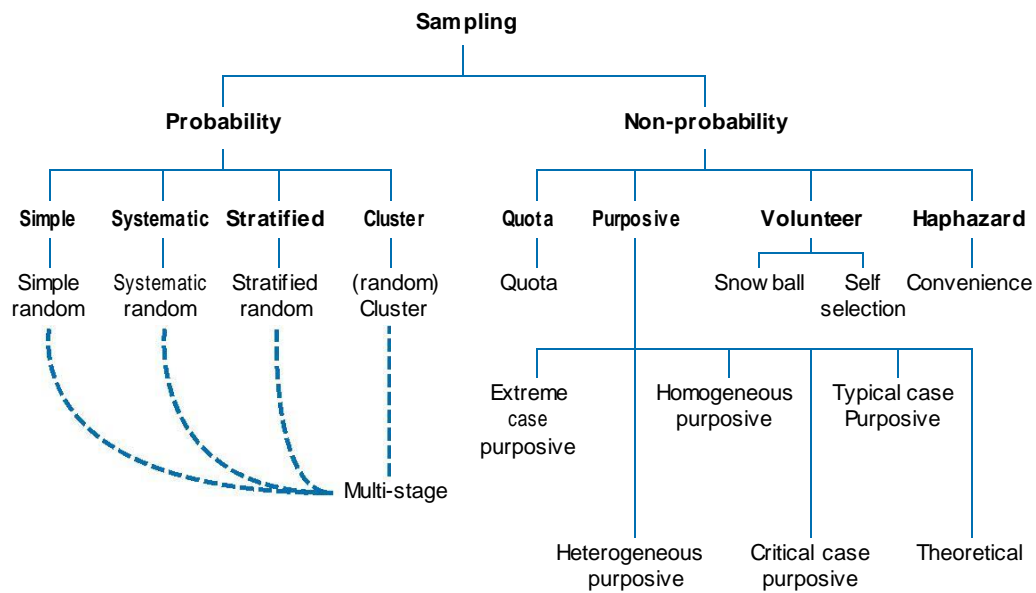 Sampling
Probability
Non-probability
Simple
Systematic
Stratified
Cluster
Quota
Purposive
Volunteer
Haphazard
Simple
random
Systematic
random
Stratified
random
(random)
Cluster
Quota
Snow ball
Self
selection
Convenience
Extreme
case
purposive
Homogeneous
purposive
Typical case
Purposive
Multi-stage
Heterogeneous
purposive
Critical case
purposive
Theoretical